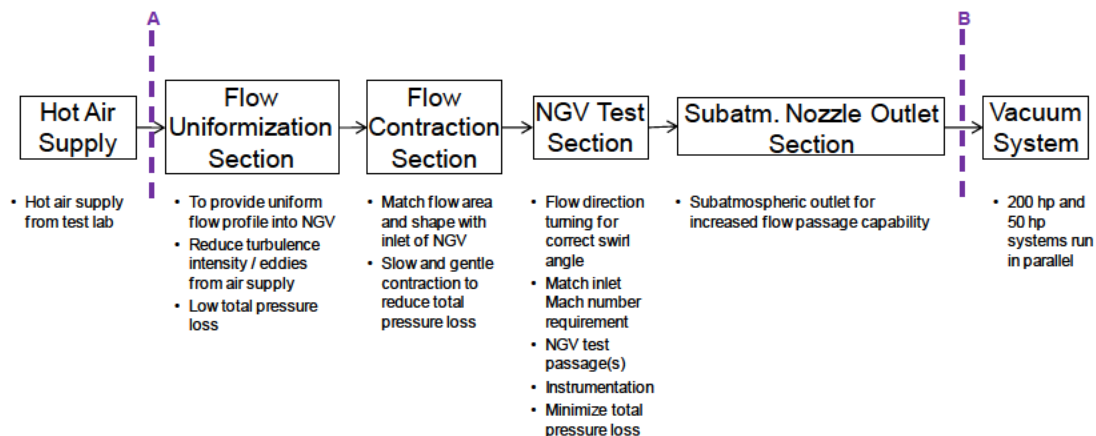 A
B
Hot Air
Supply
Flow
Uniformization
Section
Flow
Contraction
Section
NGV Test
Section
Subatm. Nozzle Outlet
Section
Vacuum
System
• Hot air supply
from test lab
• To provide uniform
flow profile into NGV
• Reduce turbulence
intensity / eddies
from air supply
• Low total pressure
loss
• Match flow area
and shape with
inlet of NGV
• Slow and gentle
contraction to
reduce total
pressure loss
• Flow direction
turning for
correct swirl
angle
• Match inlet
Mach number
requirement
• NGV test
passage(s)
• Instrumentation
• Minimize total
pressure loss
• Subatmospheric outlet for
increased flow passage capability
• 200 hp and
50 hp
systems run
in parallel